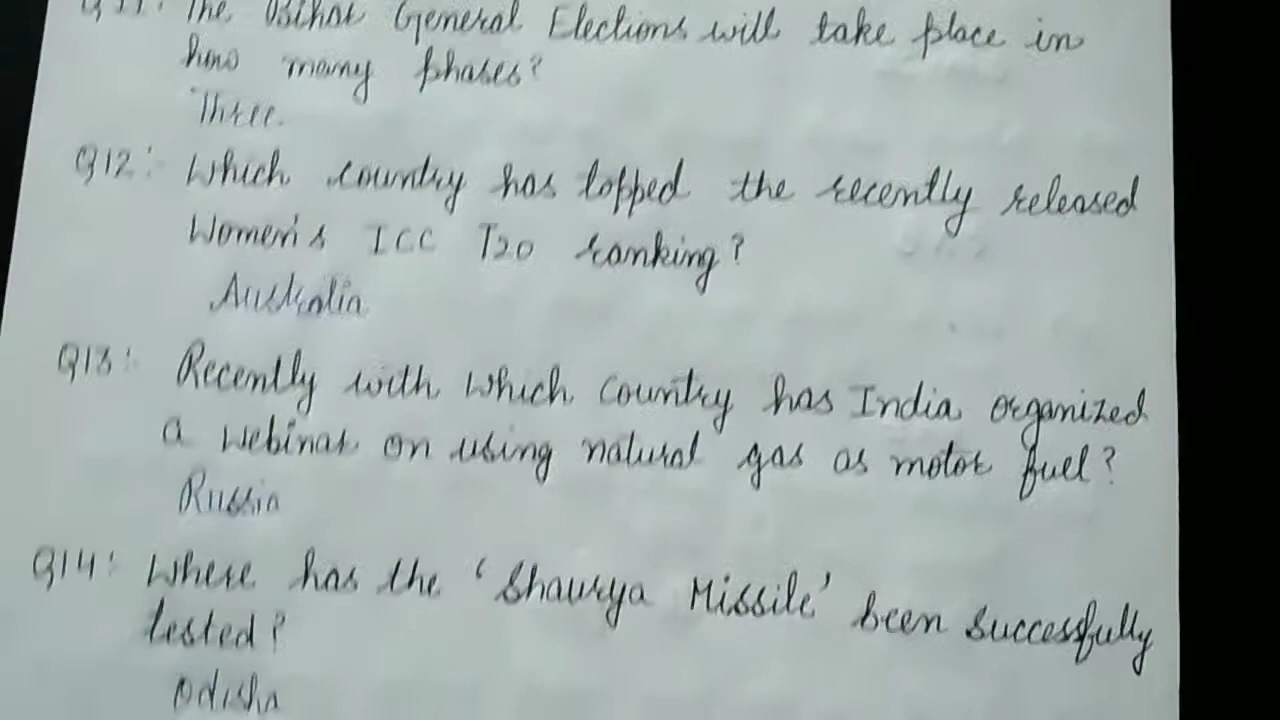 Q11: The Bihar General Elections will take place in
how many phases?
Three.
Q12: Which country has topped the recently released
Women's ICC T20 ranking?
Australia
Q13: Recently with which country has India organized
a webinar on using natural gas as motor fuel?
Russia
Q14: Where has the 'Shaurya Missile' been successfully
tested?
Odisha